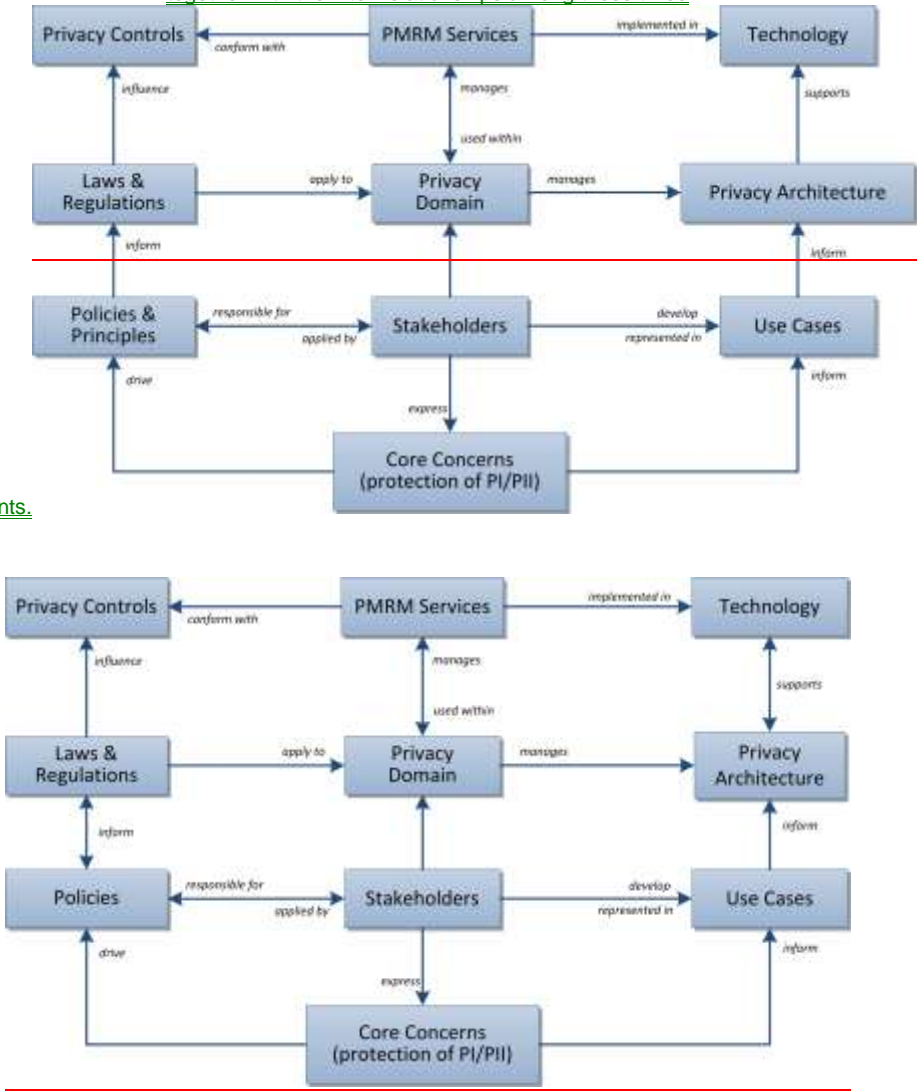 Privacy Controls
conform with
PMRM Services
implemented in
Technology
influence
manages
used within
supports
Laws &
Regulations
apply to
Privacy
Domain
manages
Privacy Architecture
inform
inform
Policies &
Principles
responsible for
applied by
Stakeholders
develop
represented in
Use Cases
drive
express
inform
Core Concerns
(protection of PI/PII)
nts.
Privacy Controls
conform with
PMRM Services
implemented in
Technology
influence
manages
used within
supports
Laws &
Regulations
apply to
Privacy
Domain
manages
Privacy
Architecture
inform
inform
Policies
responsible for
applied by
Stakeholders
develop
represented in
Use Cases
drive
express
inform
Core Concerns
(protection of PI/PII)